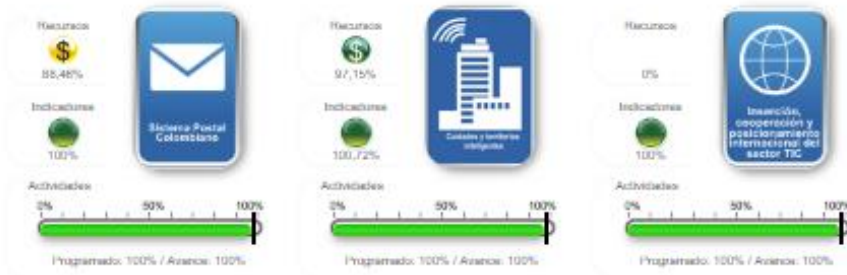 Recursos
$
88,48%
Indicadores
100%
Sistema Postal
Colombiano
Actividades
0% 50% 100%
Programado: 100% / Avance: 100%
Recursos
$
97,15%
Indicadores
100,72%
Ciudades y territorios
inteligentes
Actividades
0% 50% 100%
Programado: 100% / Avance: 100%
Recursos
0%
Indicadores
100%
Inserción,
cooperación y
posicionamiento
internacional del
sector TIC
Actividades
0% 50% 100%
Programado: 100% / Avance: 100%